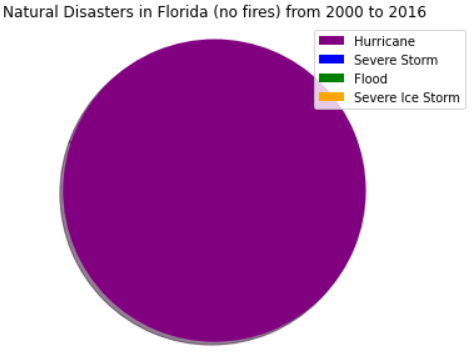 Natural Disasters in Florida (no fires) from 2000 to 2016
Hurricane
Severe Storm
Flood
Severe Ice Storm